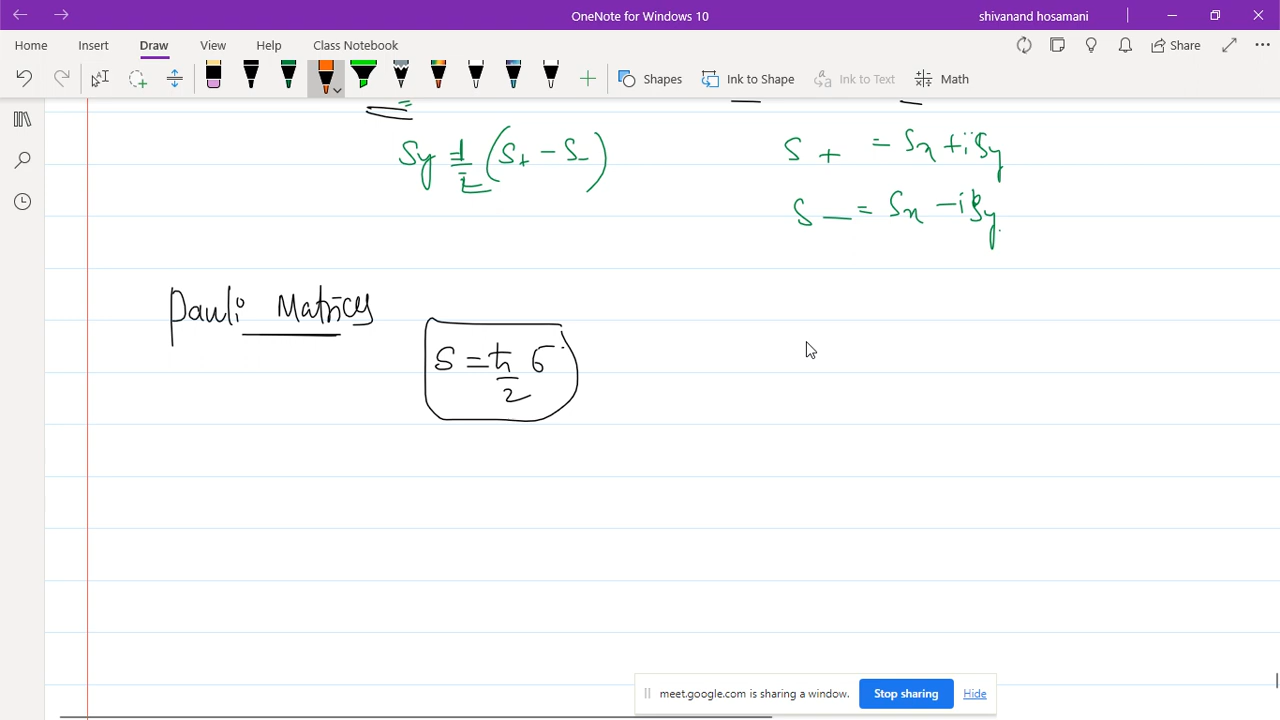 OneNote for Windows 10
shivanand hosamani
Home Insert Draw View Help Class Notebook
Share
Shapes Ink to Shape Ink to Text Math
Sy = 1/2 (S+ − S−)
S+ = Sx + iSy
S− = Sx − iSy
Pauli Matrices
S = ħ/2 σ
meet.google.com is sharing a window. Stop sharing Hide